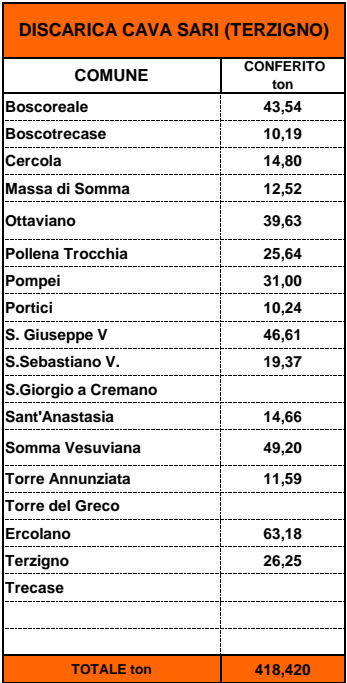 DISCARICA CAVA SARI (TERZIGNO)
COMUNE CONFERITO ton
Boscoreale 43,54
Boscotrecase 10,19
Cercola 14,80
Massa di Somma 12,52
Ottaviano 39,63
Pollena Trocchia 25,64
Pompei 31,00
Portici 10,24
S. Giuseppe V 46,61
S.Sebastiano V. 19,37
S.Giorgio a Cremano
Sant'Anastasia 14,66
Somma Vesuviana 49,20
Torre Annunziata 11,59
Torre del Greco
Ercolano 63,18
Terzigno 26,25
Trecase
TOTALE ton 418,420